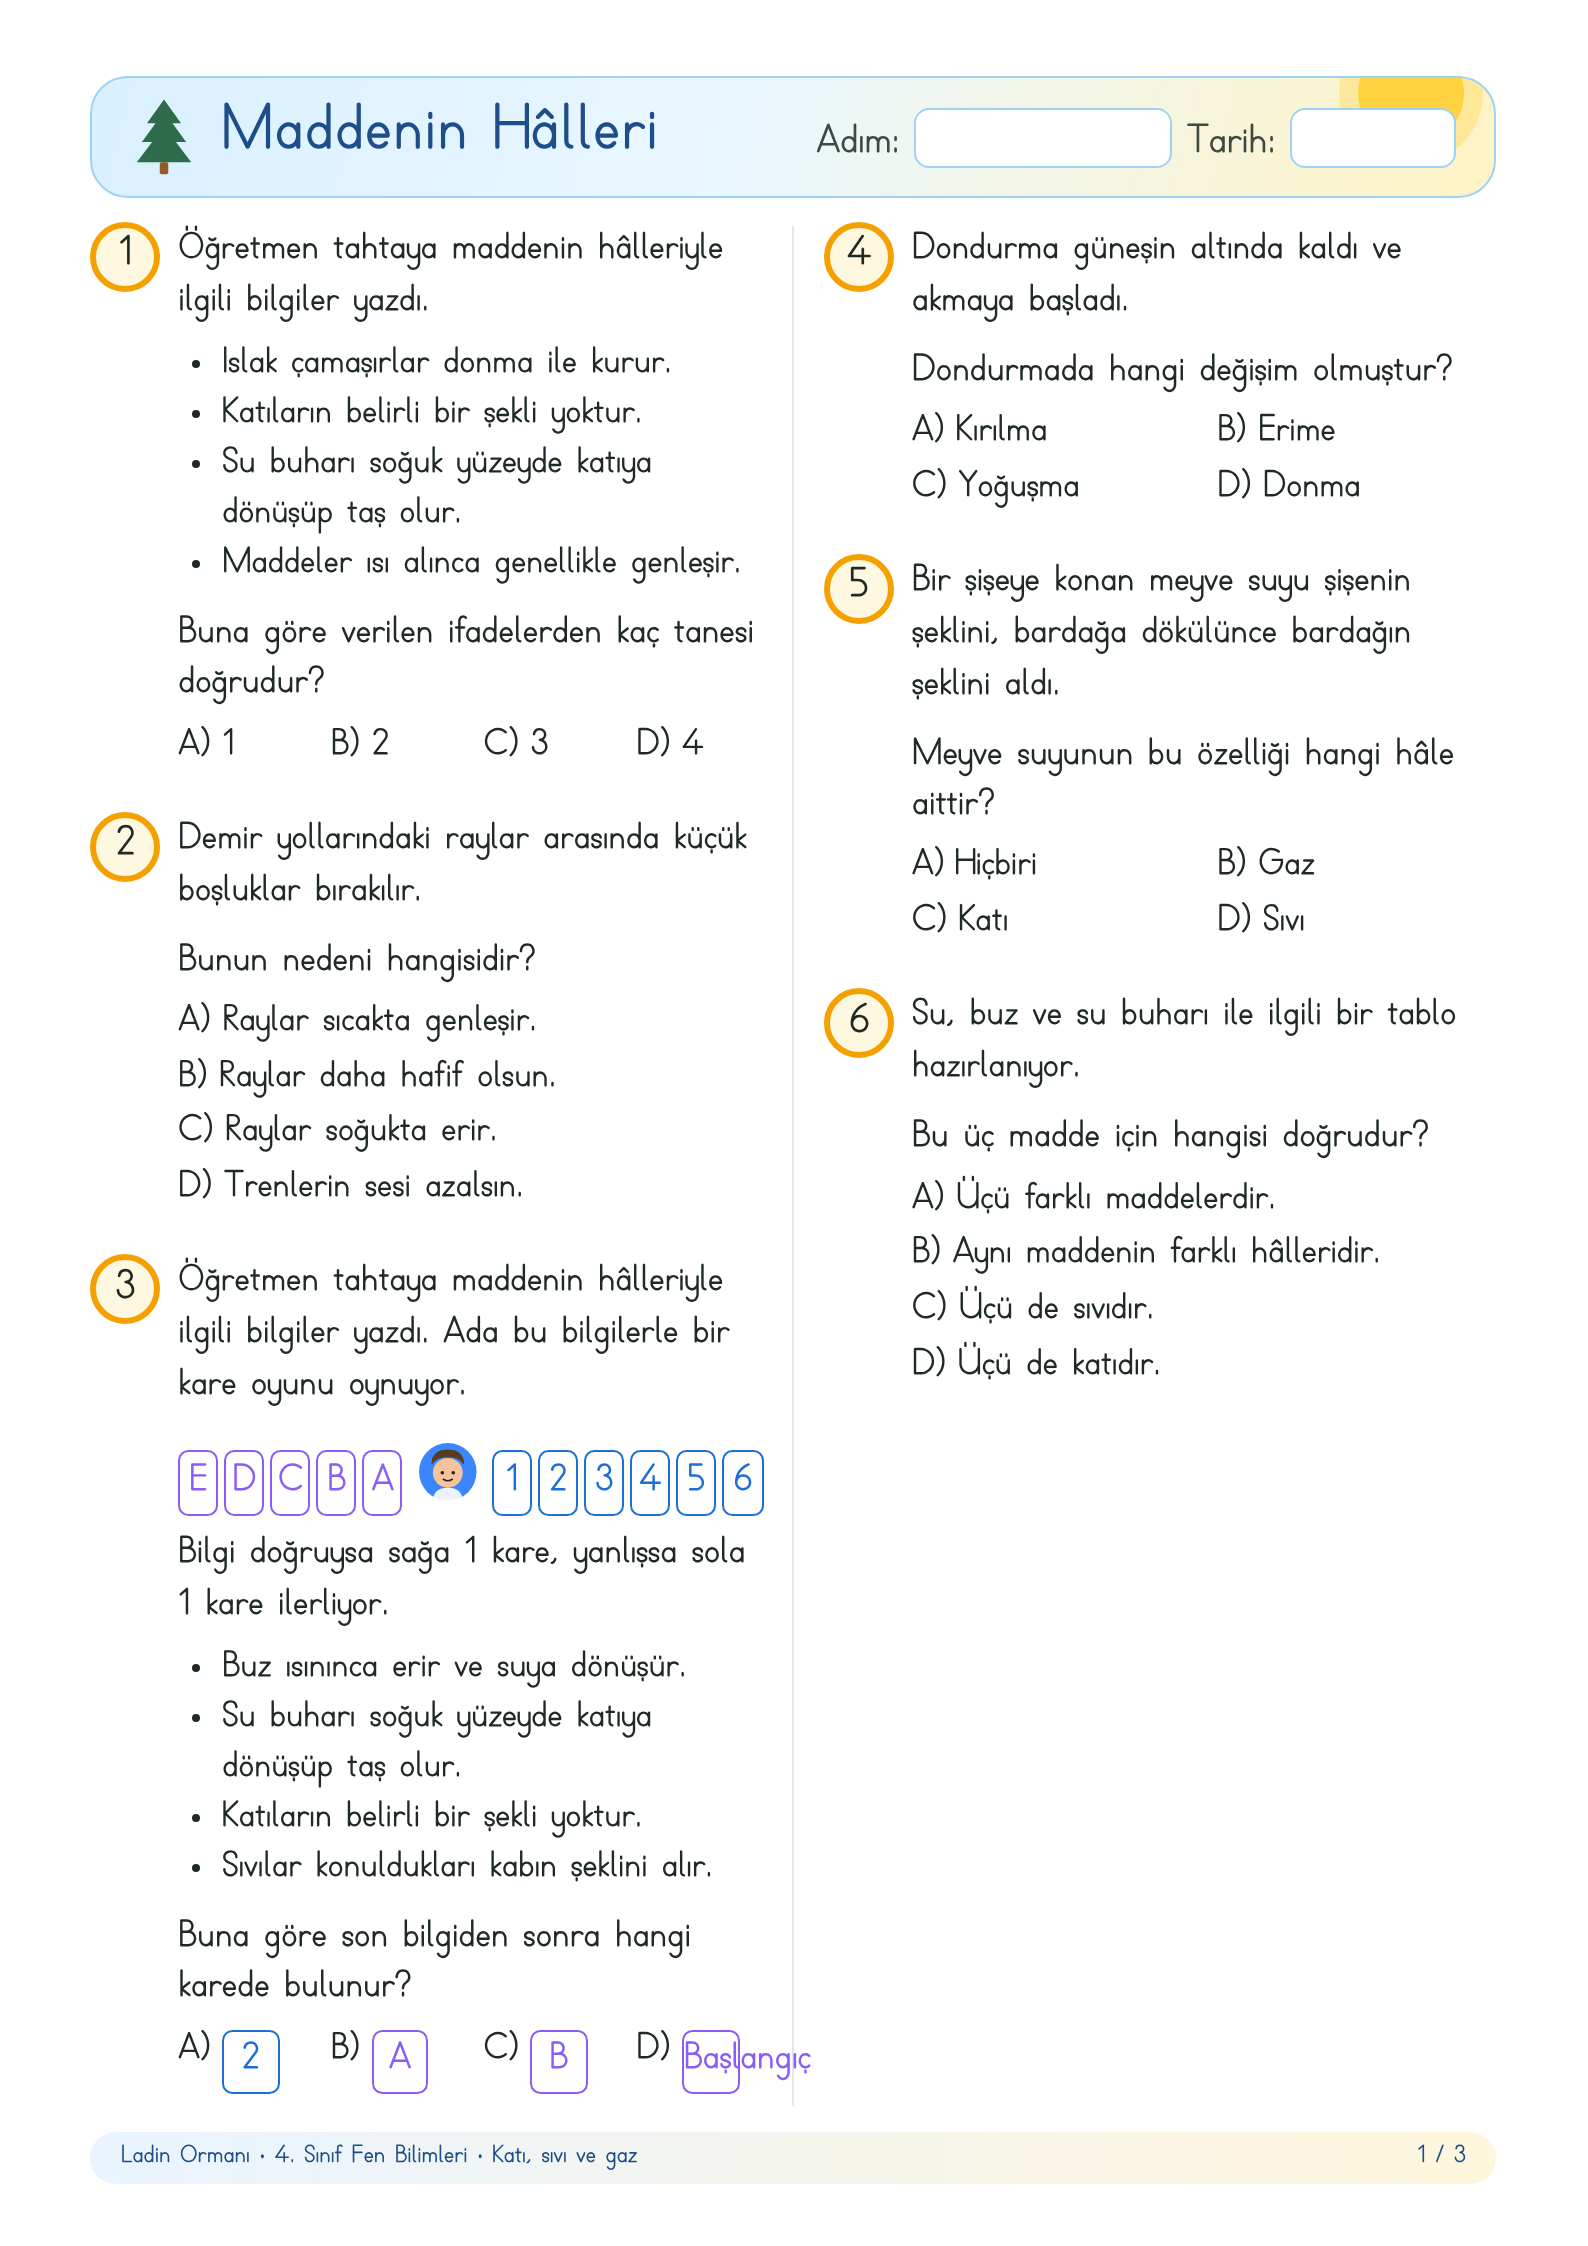 Maddenin Hâlleri
Adım:
Tarih:
1
Öğretmen tahtaya maddenin hâlleriyle
ilgili bilgiler yazdı.
• Islak çamaşırlar donma ile kurur.
• Katıların belirli bir şekli yoktur.
• Su buharı soğuk yüzeyde katıya
dönüşüp taş olur.
• Maddeler ısı alınca genellikle genleşir.
Buna göre verilen ifadelerden kaç tanesi
doğrudur?
A) 1 B) 2 C) 3 D) 4
2
Demir yollarındaki raylar arasında küçük
boşluklar bırakılır.
Bunun nedeni hangisidir?
A) Raylar sıcakta genleşir.
B) Raylar daha hafif olsun.
C) Raylar soğukta erir.
D) Trenlerin sesi azalsın.
3
Öğretmen tahtaya maddenin hâlleriyle
ilgili bilgiler yazdı. Ada bu bilgilerle bir
kare oyunu oynuyor.
E D C B A 1 2 3 4 5 6
Bilgi doğruysa sağa 1 kare, yanlışsa sola
1 kare ilerliyor.
• Buz ısınınca erir ve suya dönüşür.
• Su buharı soğuk yüzeyde katıya
dönüşüp taş olur.
• Katıların belirli bir şekli yoktur.
• Sıvılar konuldukları kabın şeklini alır.
Buna göre son bilgiden sonra hangi
karede bulunur?
A) 2 B) A C) B D) Başlangıç
4
Dondurma güneşin altında kaldı ve
akmaya başladı.
Dondurmada hangi değişim olmuştur?
A) Kırılma B) Erime
C) Yoğuşma D) Donma
5
Bir şişeye konan meyve suyu şişenin
şeklini, bardağa dökülünce bardağın
şeklini aldı.
Meyve suyunun bu özelliği hangi hâle
aittir?
A) Hiçbiri B) Gaz
C) Katı D) Sıvı
6
Su, buz ve su buharı ile ilgili bir tablo
hazırlanıyor.
Bu üç madde için hangisi doğrudur?
A) Üçü farklı maddelerdir.
B) Aynı maddenin farklı hâlleridir.
C) Üçü de sıvıdır.
D) Üçü de katıdır.
Ladin Ormanı • 4. Sınıf Fen Bilimleri • Katı, sıvı ve gaz
1 / 3